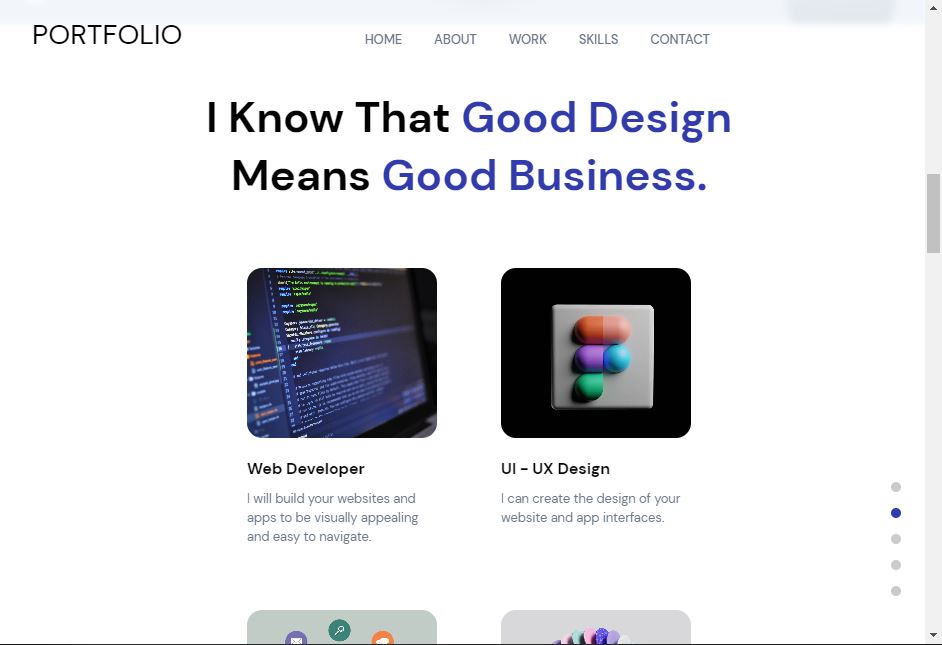 PORTFOLIO
HOME ABOUT WORK SKILLS CONTACT
I Know That Good Design
Means Good Business.
Web Developer
I will build your websites and
apps to be visually appealing
and easy to navigate.
UI - UX Design
I can create the design of your
website and app interfaces.